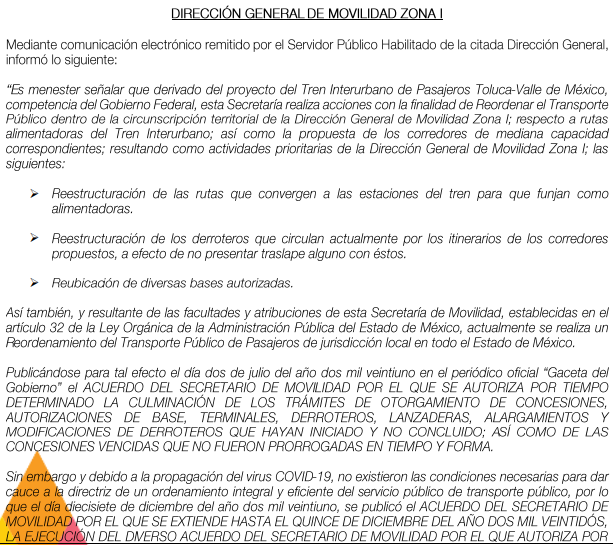 DIRECCIÓN GENERAL DE MOVILIDAD ZONA I
Mediante comunicación electrónico remitido por el Servidor Público Habilitado de la citada Dirección General,
informó lo siguiente:
“Es menester señalar que derivado del proyecto del Tren Interurbano de Pasajeros Toluca-Valle de México,
competencia del Gobierno Federal, esta Secretaría realiza acciones con la finalidad de Reordenar el Transporte
Público dentro de la circunscripción territorial de la Dirección General de Movilidad Zona I; respecto a rutas
alimentadoras del Tren Interurbano; así como la propuesta de los corredores de mediana capacidad
correspondientes; resultando como actividades prioritarias de la Dirección General de Movilidad Zona I; las
siguientes:
➢ Reestructuración de las rutas que convergen a las estaciones del tren para que funjan como
alimentadoras.
➢ Reestructuración de los derroteros que circulan actualmente por los itinerarios de los corredores
propuestos, a efecto de no presentar traslape alguno con éstos.
➢ Reubicación de diversas bases autorizadas.
Así también, y resultante de las facultades y atribuciones de esta Secretaría de Movilidad, establecidas en el
artículo 32 de la Ley Orgánica de la Administración Pública del Estado de México, actualmente se realiza un
Reordenamiento del Transporte Público de Pasajeros de jurisdicción local en todo el Estado de México.
Publicándose para tal efecto el día dos de julio del año dos mil veintiuno en el periódico oficial “Gaceta del
Gobierno” el ACUERDO DEL SECRETARIO DE MOVILIDAD POR EL QUE SE AUTORIZA POR TIEMPO
DETERMINADO LA CULMINACIÓN DE LOS TRÁMITES DE OTORGAMIENTO DE CONCESIONES,
AUTORIZACIONES DE BASE, TERMINALES, DERROTEROS, LANZADERAS, ALARGAMIENTOS Y
MODIFICACIONES DE DERROTEROS QUE HAYAN INICIADO Y NO CONCLUIDO; ASÍ COMO DE LAS
CONCESIONES VENCIDAS QUE NO FUERON PRORROGADAS EN TIEMPO Y FORMA.
Sin embargo y debido a la propagación del virus COVID-19, no existieron las condiciones necesarias para dar
cauce a la directriz de un ordenamiento integral y eficiente del servicio público de transporte público, por lo
que el día diecisiete de diciembre del año dos mil veintiuno, se publicó el ACUERDO DEL SECRETARIO DE
MOVILIDAD POR EL QUE SE EXTIENDE HASTA EL QUINCE DE DICIEMBRE DEL AÑO DOS MIL VEINTIDÓS,
LA EJECUCIÓN DEL DIVERSO ACUERDO DEL SECRETARIO DE MOVILIDAD POR EL QUE AUTORIZA POR